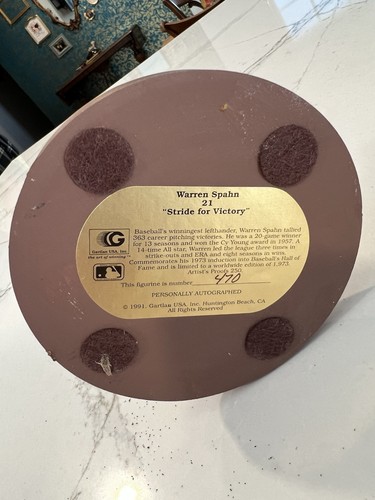 Warren Spahn
21
"Stride for Victory"
Baseball's winningest lefthander, Warren Spahn tallied
363 career pitching victories. He was a 20-game winner
for 13 seasons and won the Cy Young award in 1957. A
14-time All star, Warren led the league three times in
strike-outs and ERA and eight seasons in wins.
Commemorates his 1973 induction into Baseball's Hall of
Fame and is limited to a worldwide edition of 1,973.
Artist's Proofs 250.
This figurine is number 470
PERSONALLY AUTOGRAPHED
© 1991, Gartlan USA, Inc. Huntington Beach, CA
All Rights Reserved
G
Gartlan USA, Inc.
the art of winning™